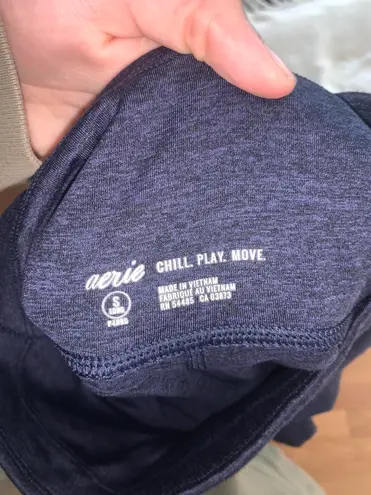 aerie CHILL. PLAY. MOVE.
S
MADE IN VIETNAM
FABRIQUÉ AU VIETNAM
RN 54485 CA 03873